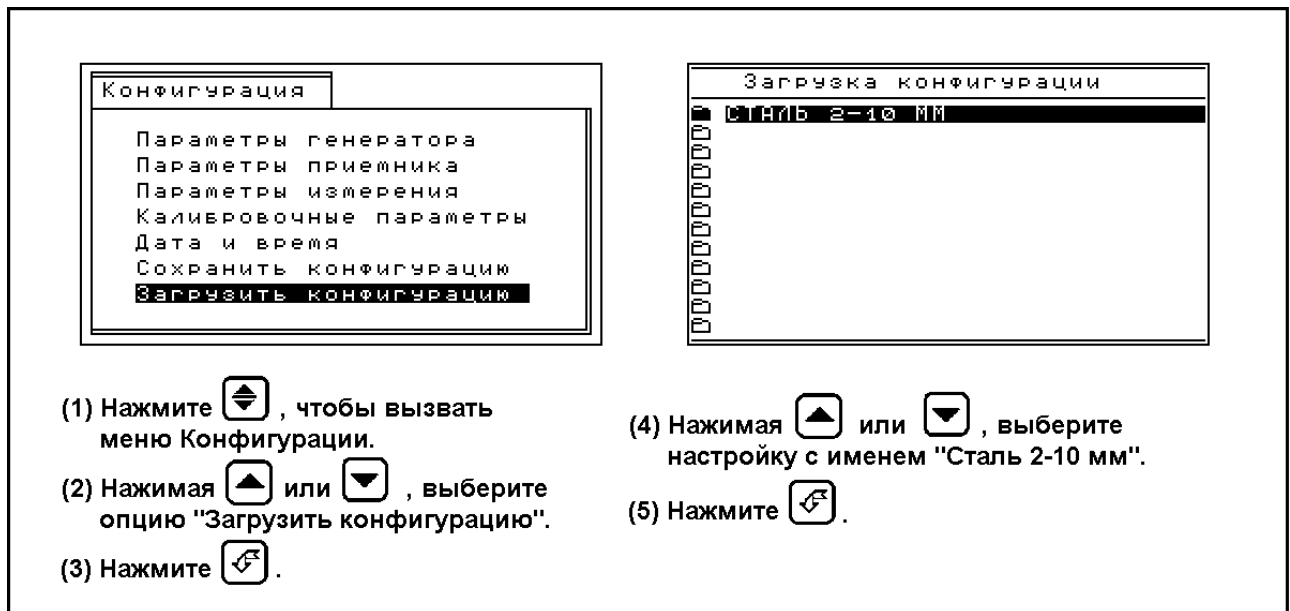 Конфигурация
Параметры генератора
Параметры приемника
Параметры измерения
Калибровочные параметры
Дата и время
Сохранить конфигурацию
Загрузить конфигурацию
(1) Нажмите , чтобы вызвать
меню Конфигурации.
(2) Нажимая или , выберите
опцию "Загрузить конфигурацию".
(3) Нажмите .
Загрузка конфигурации
СТАЛЬ 2-10 ММ
(4) Нажимая или , выберите
настройку с именем "Сталь 2-10 мм".
(5) Нажмите .